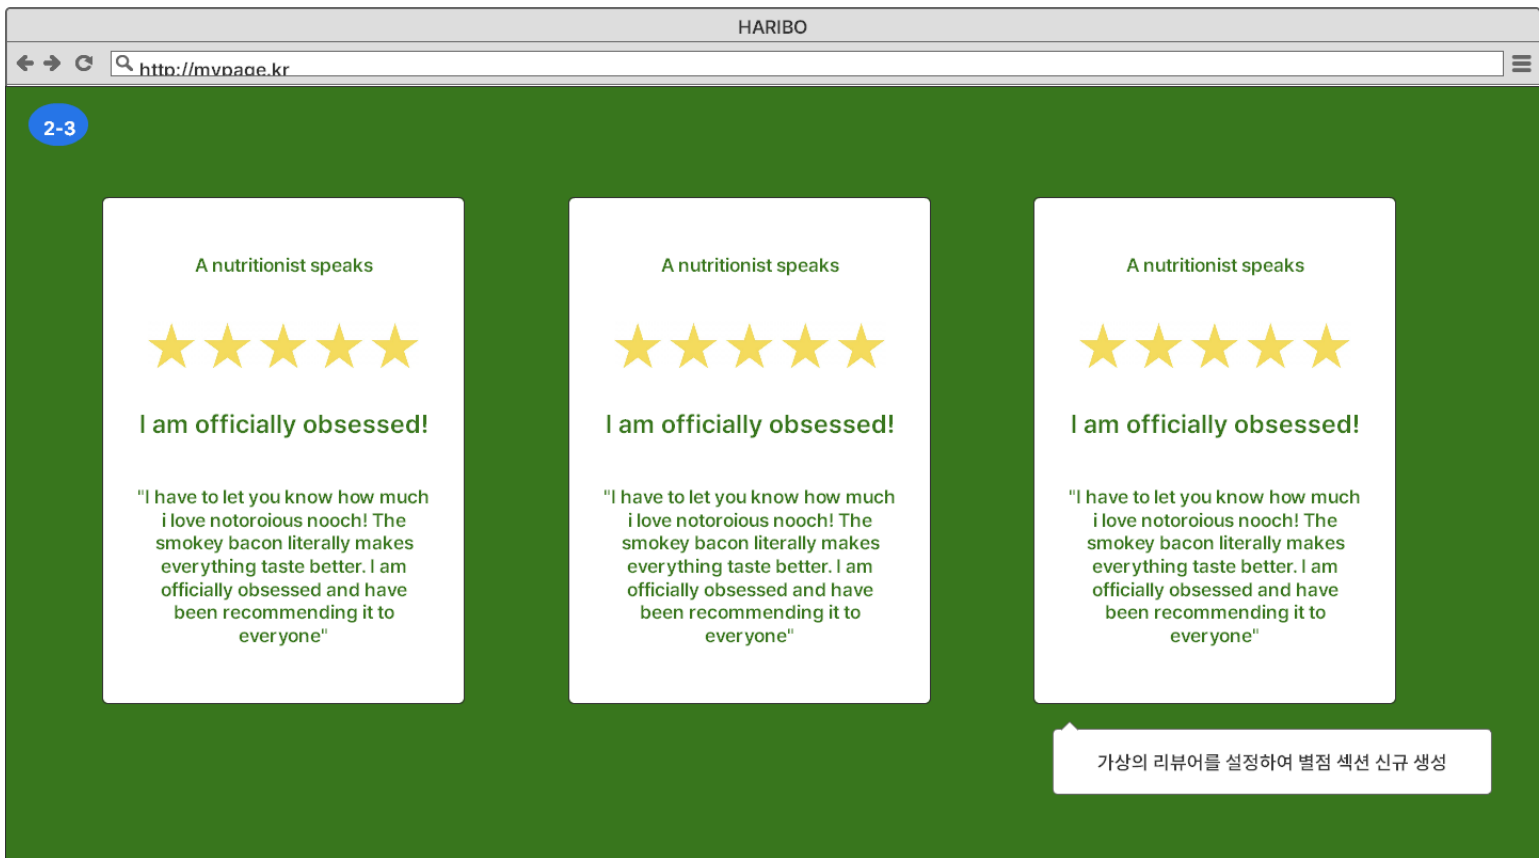 HARIBO
http://mypage.kr
2-3
A nutritionist speaks
I am officially obsessed!
"I have to let you know how much
i love notoroious nooch! The
smokey bacon literally makes
everything taste better. I am
officially obsessed and have
been recommending it to
everyone"
A nutritionist speaks
I am officially obsessed!
"I have to let you know how much
i love notoroious nooch! The
smokey bacon literally makes
everything taste better. I am
officially obsessed and have
been recommending it to
everyone"
A nutritionist speaks
I am officially obsessed!
"I have to let you know how much
i love notoroious nooch! The
smokey bacon literally makes
everything taste better. I am
officially obsessed and have
been recommending it to
everyone"
가상의 리뷰어를 설정하여 별점 섹션 신규 생성